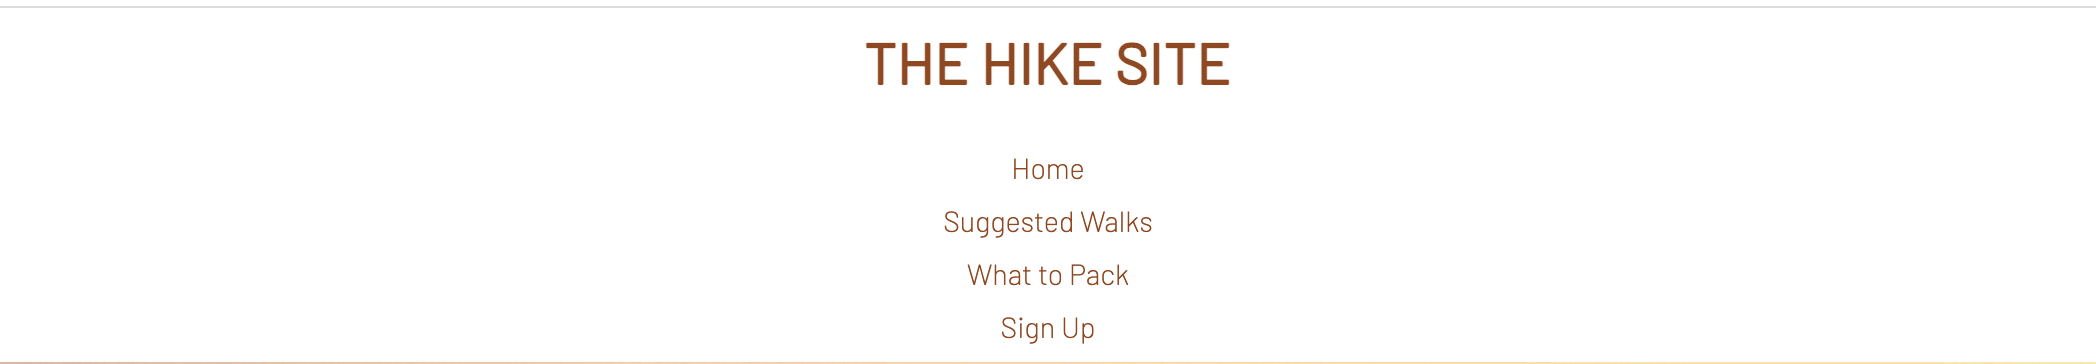 THE HIKE SITE
Home
Suggested Walks
What to Pack
Sign Up